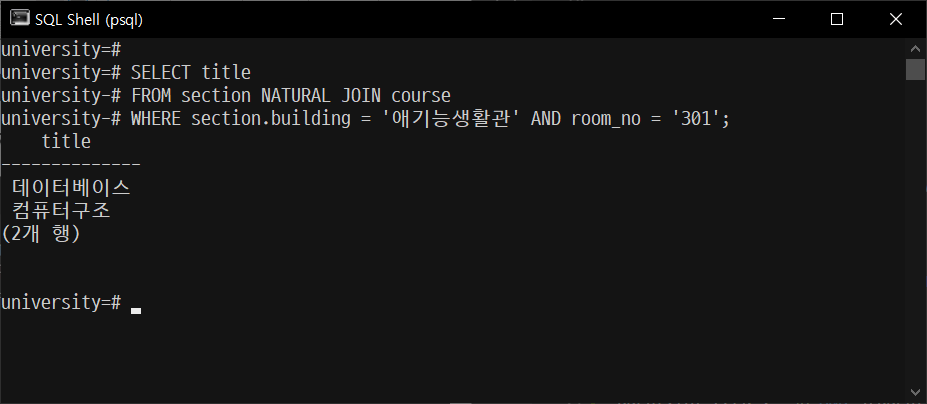 SQL Shell (psql)
university=#
university=# SELECT title
university-# FROM section NATURAL JOIN course
university-# WHERE section.building = '애기능생활관' AND room_no = '301';
    title
--------------
 데이터베이스
 컴퓨터구조
(2개 행)
university=#